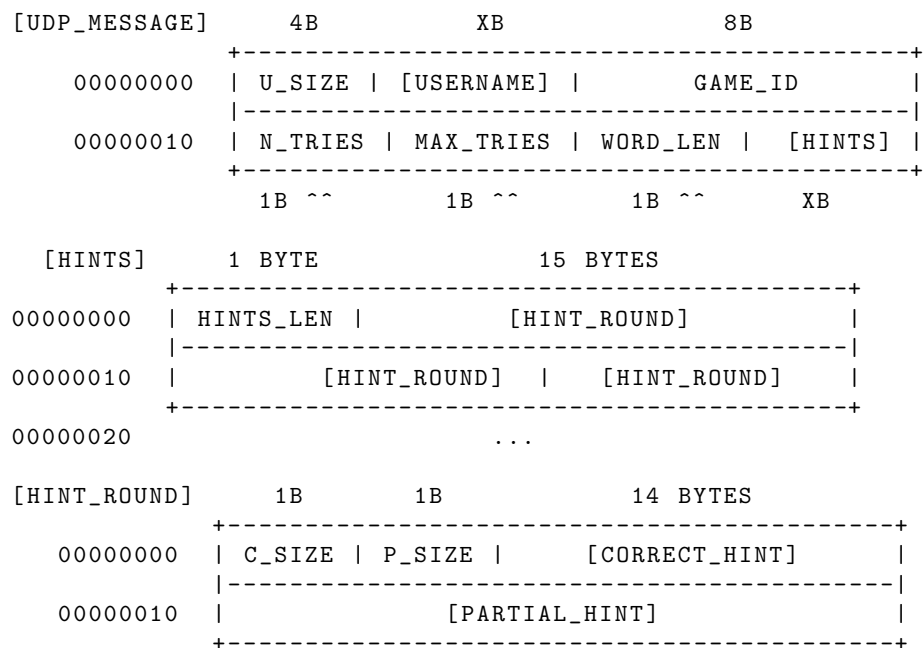 [UDP_MESSAGE] 4B XB 8B
+-------------------------------------------+
00000000 | U_SIZE | [USERNAME] | GAME_ID |
|-------------------------------------------|
00000010 | N_TRIES | MAX_TRIES | WORD_LEN | [HINTS] |
+-------------------------------------------+
1B ^^ 1B ^^ 1B ^^ XB
[HINTS] 1 BYTE 15 BYTES
+-------------------------------------------+
00000000 | HINTS_LEN | [HINT_ROUND] |
|-------------------------------------------|
00000010 | [HINT_ROUND] | [HINT_ROUND] |
+-------------------------------------------+
00000020 ...
[HINT_ROUND] 1B 1B 14 BYTES
+-------------------------------------------+
00000000 | C_SIZE | P_SIZE | [CORRECT_HINT] |
|-------------------------------------------|
00000010 | [PARTIAL_HINT] |
+-------------------------------------------+